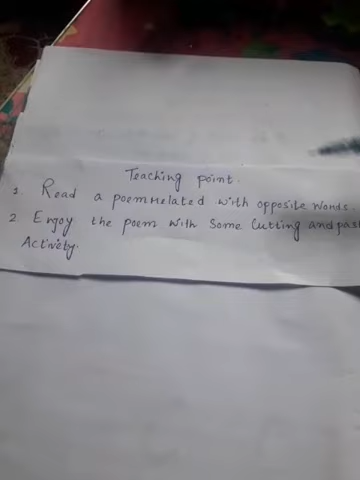 Teaching point.
1. Read a poem related with opposite words.
2 Enjoy the poem with Some Cutting and past
Activity.